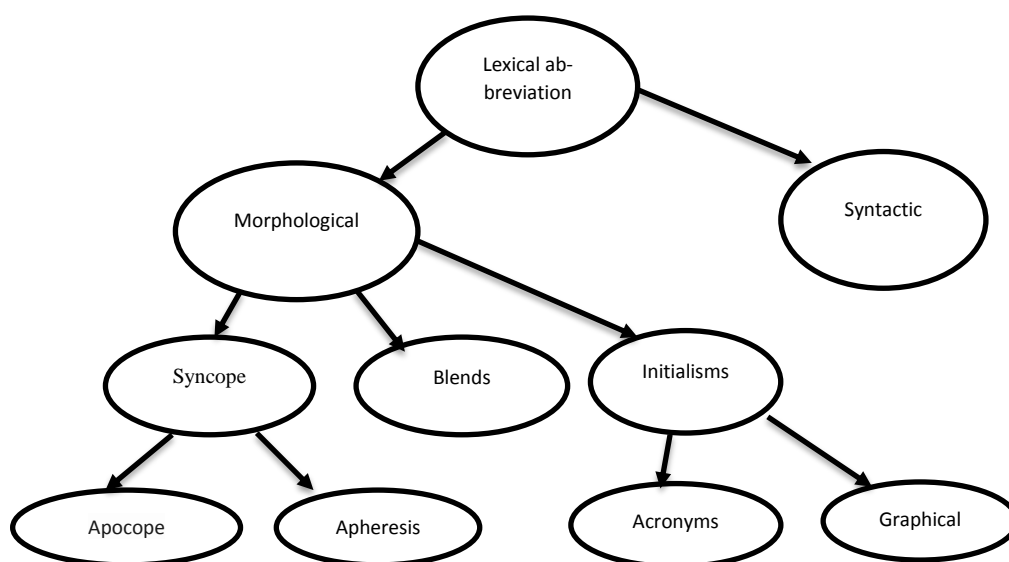 Lexical ab-
breviation
Morphological
Syntactic
Syncope
Blends
Initialisms
Apocope
Apheresis
Acronyms
Graphical